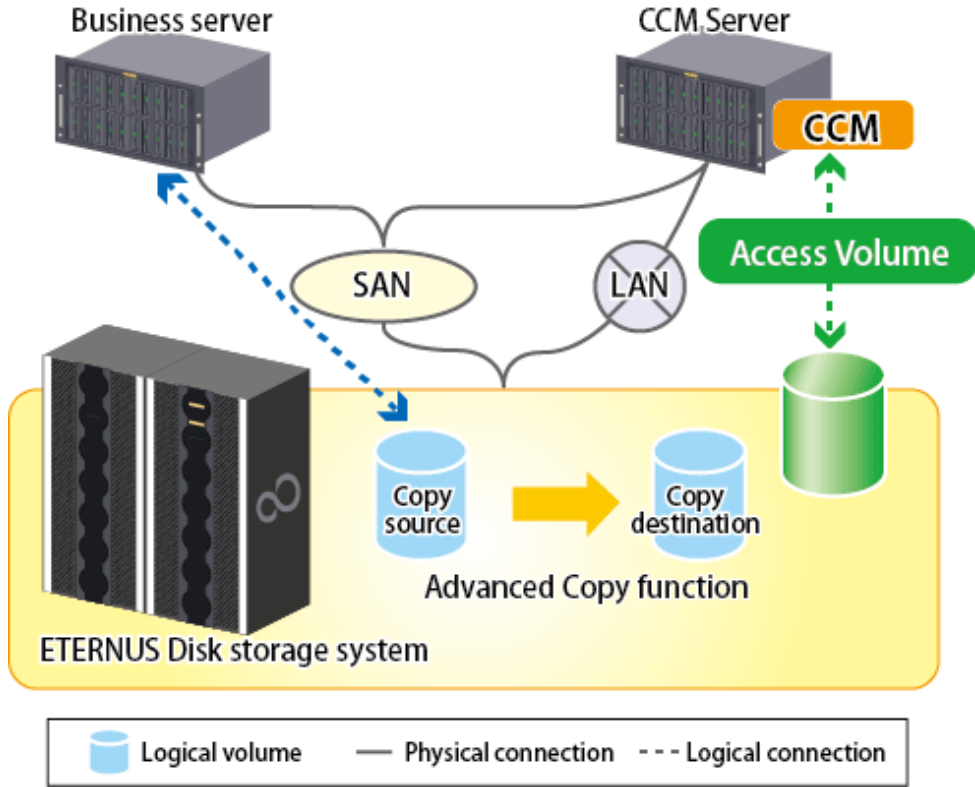 Business server
CCM Server
CCM
Access Volume
SAN
LAN
Copy
source
Copy
destination
Advanced Copy function
ETERNUS Disk storage system
Logical volume
Physical connection
Logical connection